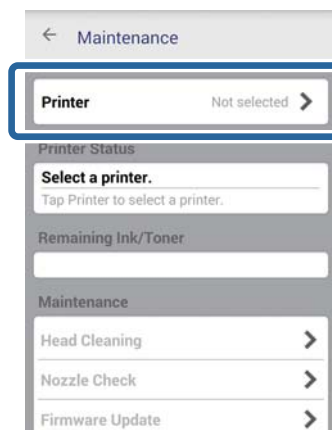 Maintenance
Printer Not selected
Printer Status
Select a printer.
Tap Printer to select a printer.
Remaining Ink/Toner
Maintenance
Head Cleaning
Nozzle Check
Firmware Update